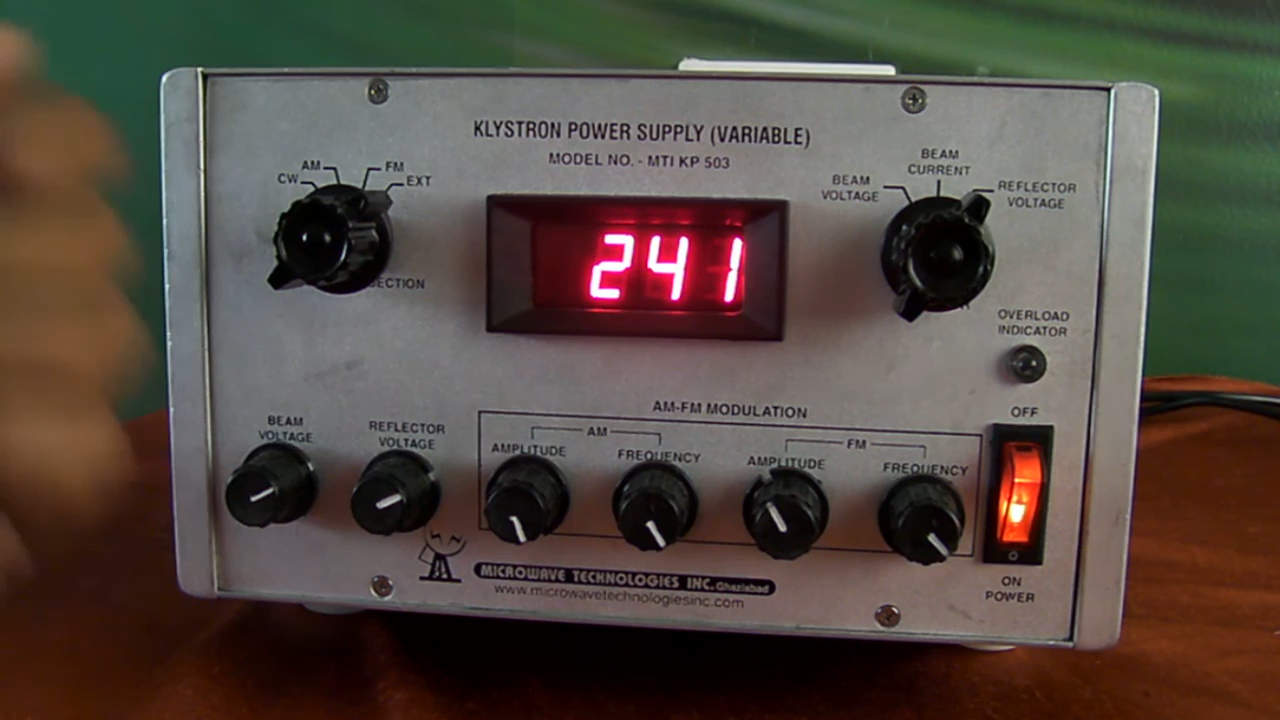 KLYSTRON POWER SUPPLY (VARIABLE)
MODEL NO. - MTI KP 503
CW
AM
FM
EXT
241
BEAM VOLTAGE
BEAM CURRENT
REFLECTOR VOLTAGE
OVERLOAD INDICATOR
BEAM VOLTAGE
REFLECTOR VOLTAGE
AM-FM MODULATION
AM
AMPLITUDE
FREQUENCY
FM
AMPLITUDE
FREQUENCY
OFF
ON
POWER
MICROWAVE TECHNOLOGIES INC. Ghaziabad
www.microwavetechnologiesinc.com